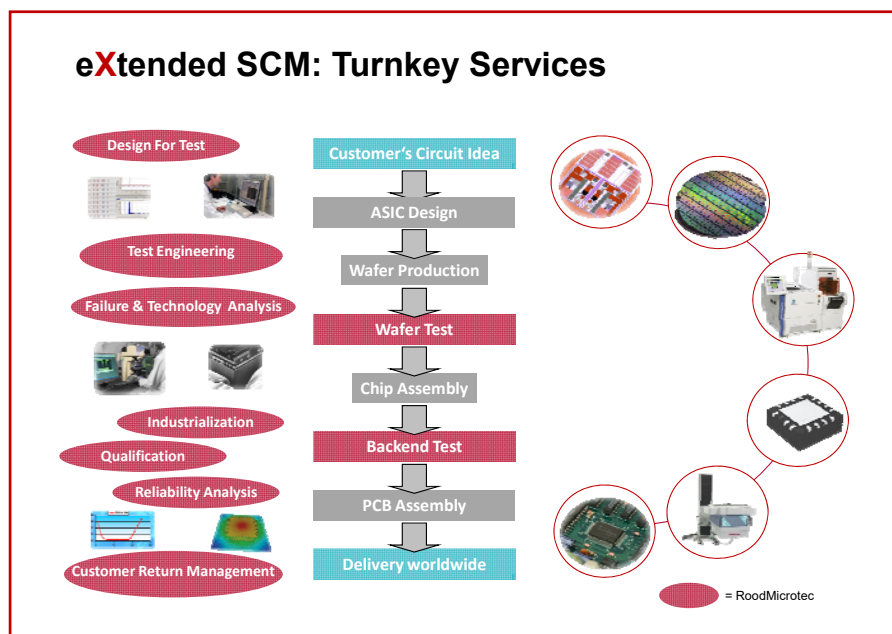 eXtended SCM: Turnkey Services
Design For Test
Test Engineering
Failure & Technology Analysis
Industrialization
Qualification
Reliability Analysis
Customer Return Management
Customer‘s Circuit Idea
ASIC Design
Wafer Production
Wafer Test
Chip Assembly
Backend Test
PCB Assembly
Delivery worldwide
= RoodMicrotec